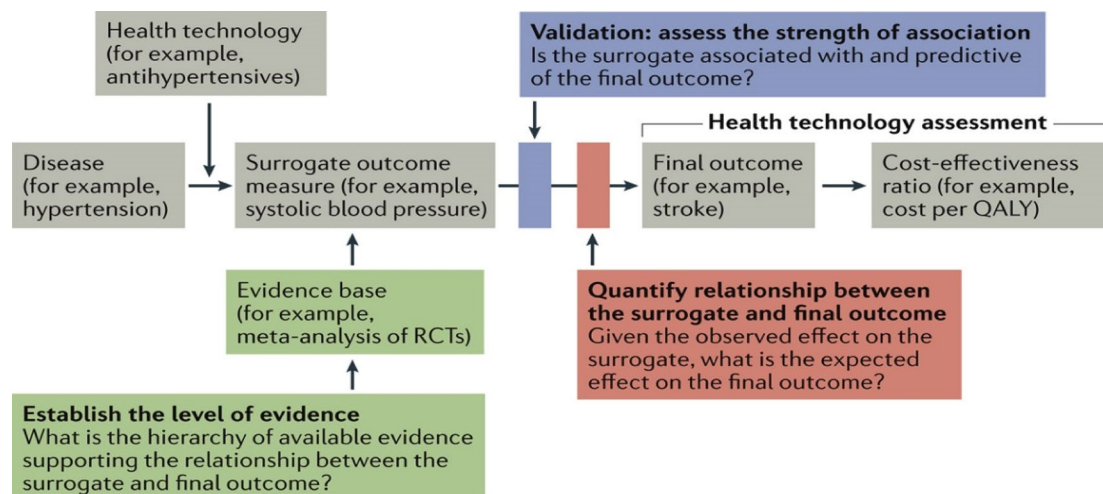 Health technology
(for example,
antihypertensives)
Validation: assess the strength of association
Is the surrogate associated with and predictive
of the final outcome?
Health technology assessment
Disease
(for example,
hypertension)
Surrogate outcome
measure (for example,
systolic blood pressure)
Final outcome
(for example,
stroke)
Cost-effectiveness
ratio (for example,
cost per QALY)
Evidence base
(for example,
meta-analysis of RCTs)
Quantify relationship between
the surrogate and final outcome
Given the observed effect on the
surrogate, what is the expected
effect on the final outcome?
Establish the level of evidence
What is the hierarchy of available evidence
supporting the relationship between the
surrogate and final outcome?